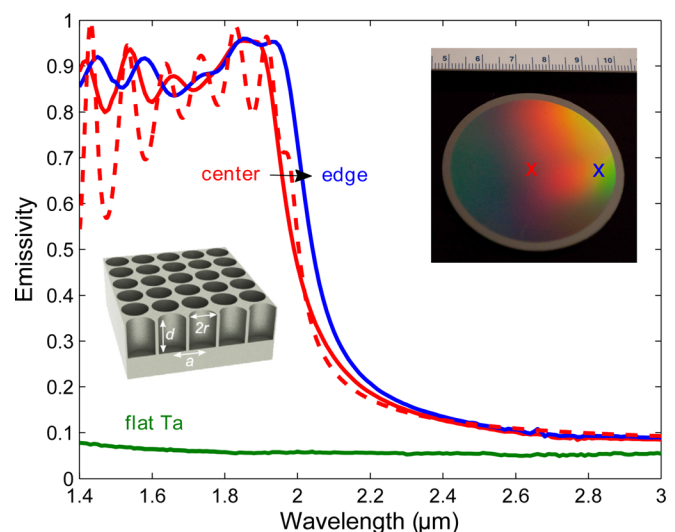 1
0.9
0.8
0.7
0.6
0.5
0.4
0.3
0.2
0.1
0
Emissivity
5 6 7 8 9 10
center
edge
X X
d
2r
a
flat Ta
1.4 1.6 1.8 2 2.2 2.4 2.6 2.8 3
Wavelength (μm)